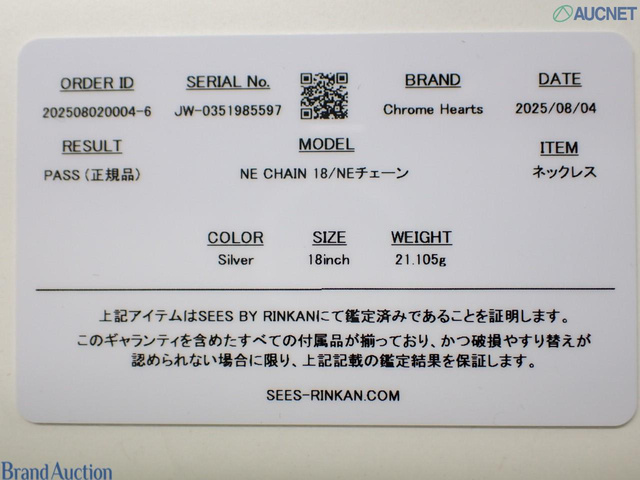 AUCNET
ORDER ID SERIAL No. BRAND DATE
202508020004-6 JW-0351985597 Chrome Hearts 2025/08/04
RESULT MODEL ITEM
PASS（正規品） NE CHAIN 18/NEチェーン ネックレス
COLOR SIZE WEIGHT
Silver 18inch 21.105g
上記アイテムはSEES BY RINKANにて鑑定済みであることを証明します。
このギャランティを含めたすべての付属品が揃っており、かつ破損やすり替えが
認められない場合に限り、上記記載の鑑定結果を保証します。
SEES-RINKAN.COM
Brand Auction